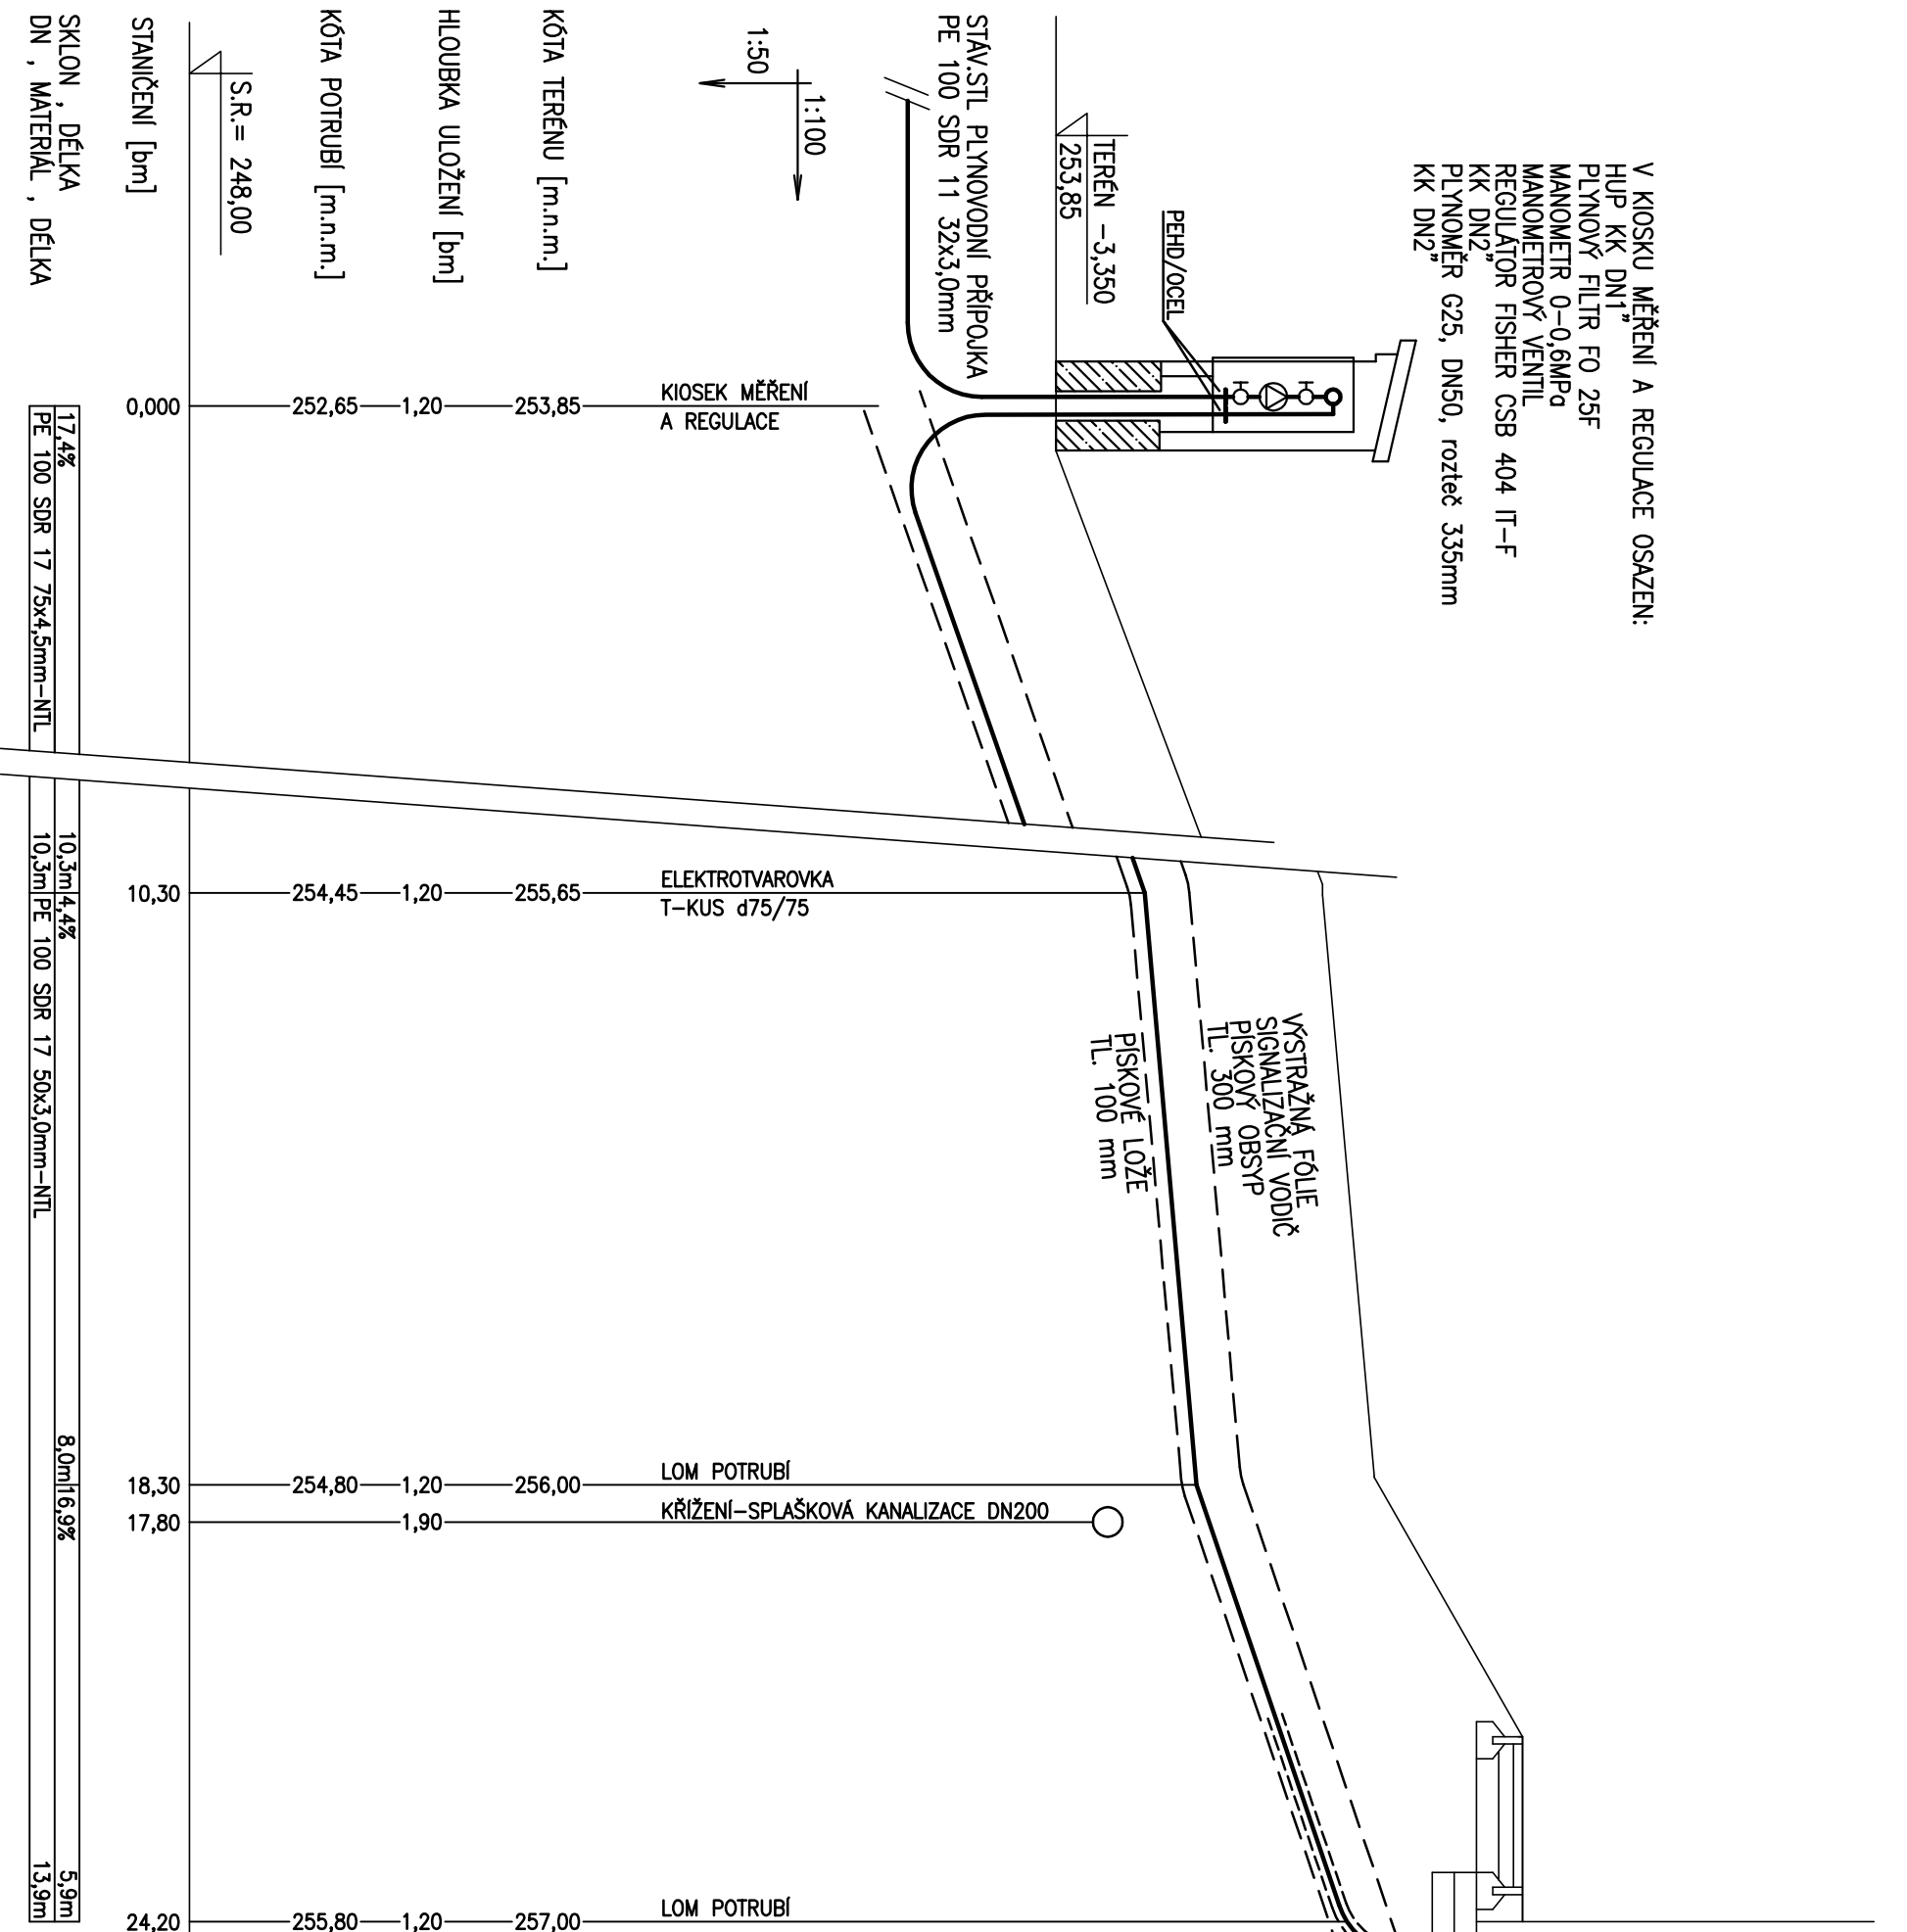 V KIOSKU MĚŘENÍ A REGULACE OSAZEN:
HUP KK DN1"
PLYNOVÝ FILTR FO 25F
MANOMETR 0-0,6MPa
MANOMETROVÝ VENTIL
REGULÁTOR FISHER CSB 404 IT-F
KK DN2"
PLYNOMĚR G25, DN50, rozteč 335mm
KK DN2"
PEHD/OCEL
TERÉN -3,350
253,85
STÁV.STL PLYNOVODNÍ PŘÍPOJKA
PE 100 SDR 11 32x3,0mm
1:100
1:50
VÝSTRAŽNÁ FÓLIE
SIGNALIZAČNÍ VODIČ
PÍSKOVÝ OBSYP
TL. 300 mm
PÍSKOVÉ LOŽE
TL. 100 mm
KIOSEK MĚŘENÍ
A REGULACE
ELEKTROTVAROVKA
T-KUS d75/75
LOM POTRUBÍ
KŘÍŽENÍ-SPLAŠKOVÁ KANALIZACE DN200
LOM POTRUBÍ
KÓTA TERÉNU [m.n.m.]
253,85
255,65
256,00
257,00
HLOUBKA ULOŽENÍ [bm]
1,20
1,20
1,20
1,90
1,20
KÓTA POTRUBÍ [m.n.m.]
252,65
254,45
254,80
255,80
S.R.= 248,00
STANIČENÍ [bm]
0,000
10,30
18,30
17,80
24,20
SKLON , DÉLKA
17,4%
10,3m
4,4%
8,0m
16,9%
5,9m
DN , MATERIÁL , DÉLKA
PE 100 SDR 17 75x4,5mm-NTL
10,3m
PE 100 SDR 17 50x3,0mm-NTL
13,9m